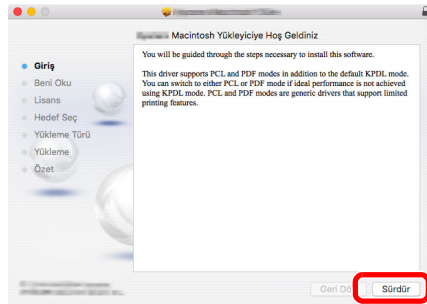 Macintosh Yükleyiciye Hoş Geldiniz
You will be guided through the steps necessary to install this software.
This driver supports PCL and PDF modes in addition to the default KPDL mode.
You can switch to either PCL or PDF mode if ideal performance is not achieved
using KPDL mode. PCL and PDF modes are generic drivers that support limited
printing features.
Giriş
Beni Oku
Lisans
Hedef Seç
Yükleme Türü
Yükleme
Özet
Geri
Sürdür